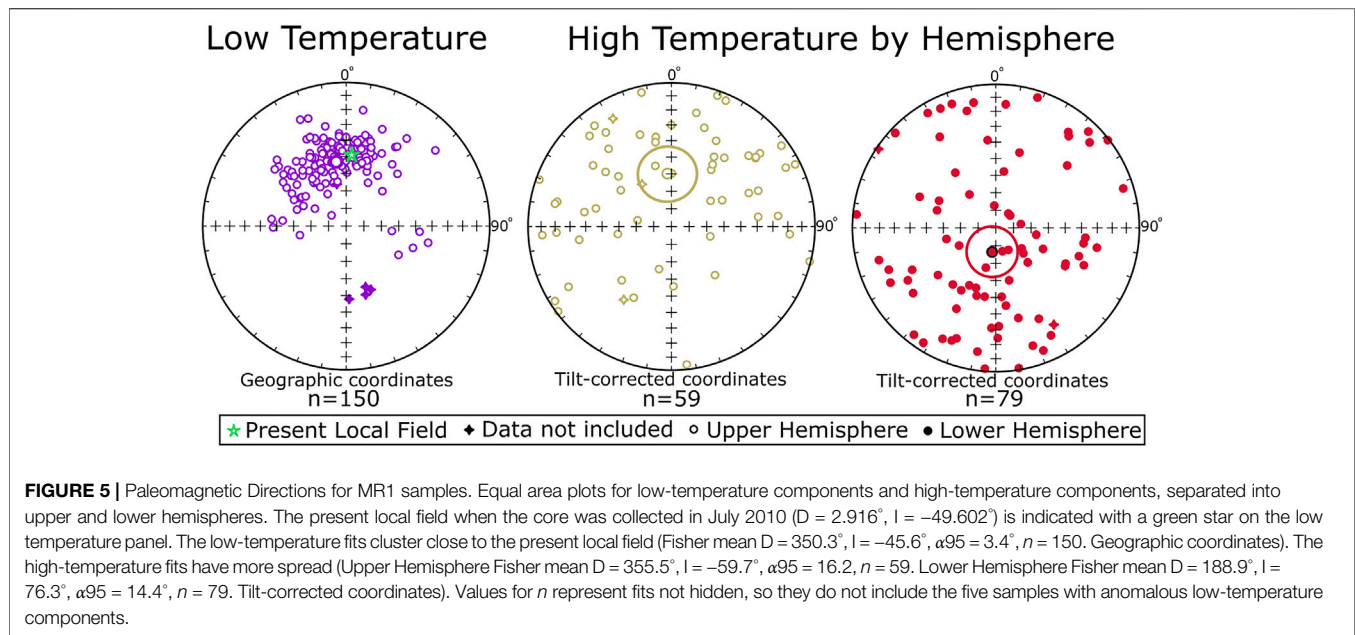 Low Temperature
High Temperature by Hemisphere
0° 0° 0°
90° 90°
Geographic coordinates
n=150
Tilt-corrected coordinates
n=59
Tilt-corrected coordinates
n=79
Present Local Field Data not included Upper Hemisphere Lower Hemisphere
FIGURE 5 | Paleomagnetic Directions for MR1 samples. Equal area plots for low-temperature components and high-temperature components, separated into
upper and lower hemispheres. The present local field when the core was collected in July 2010 (D = 2.916°, I = −49.602°) is indicated with a green star on the low
temperature panel. The low-temperature fits cluster close to the present local field (Fisher mean D = 350.3°, I = −45.6°, α95 = 3.4°, n = 150. Geographic coordinates). The
high-temperature fits have more spread (Upper Hemisphere Fisher mean D = 355.5°, I = −59.7°, α95 = 16.2, n = 59. Lower Hemisphere Fisher mean D = 188.9°, I =
76.3°, α95 = 14.4°, n = 79. Tilt-corrected coordinates). Values for n represent fits not hidden, so they do not include the five samples with anomalous low-temperature
components.